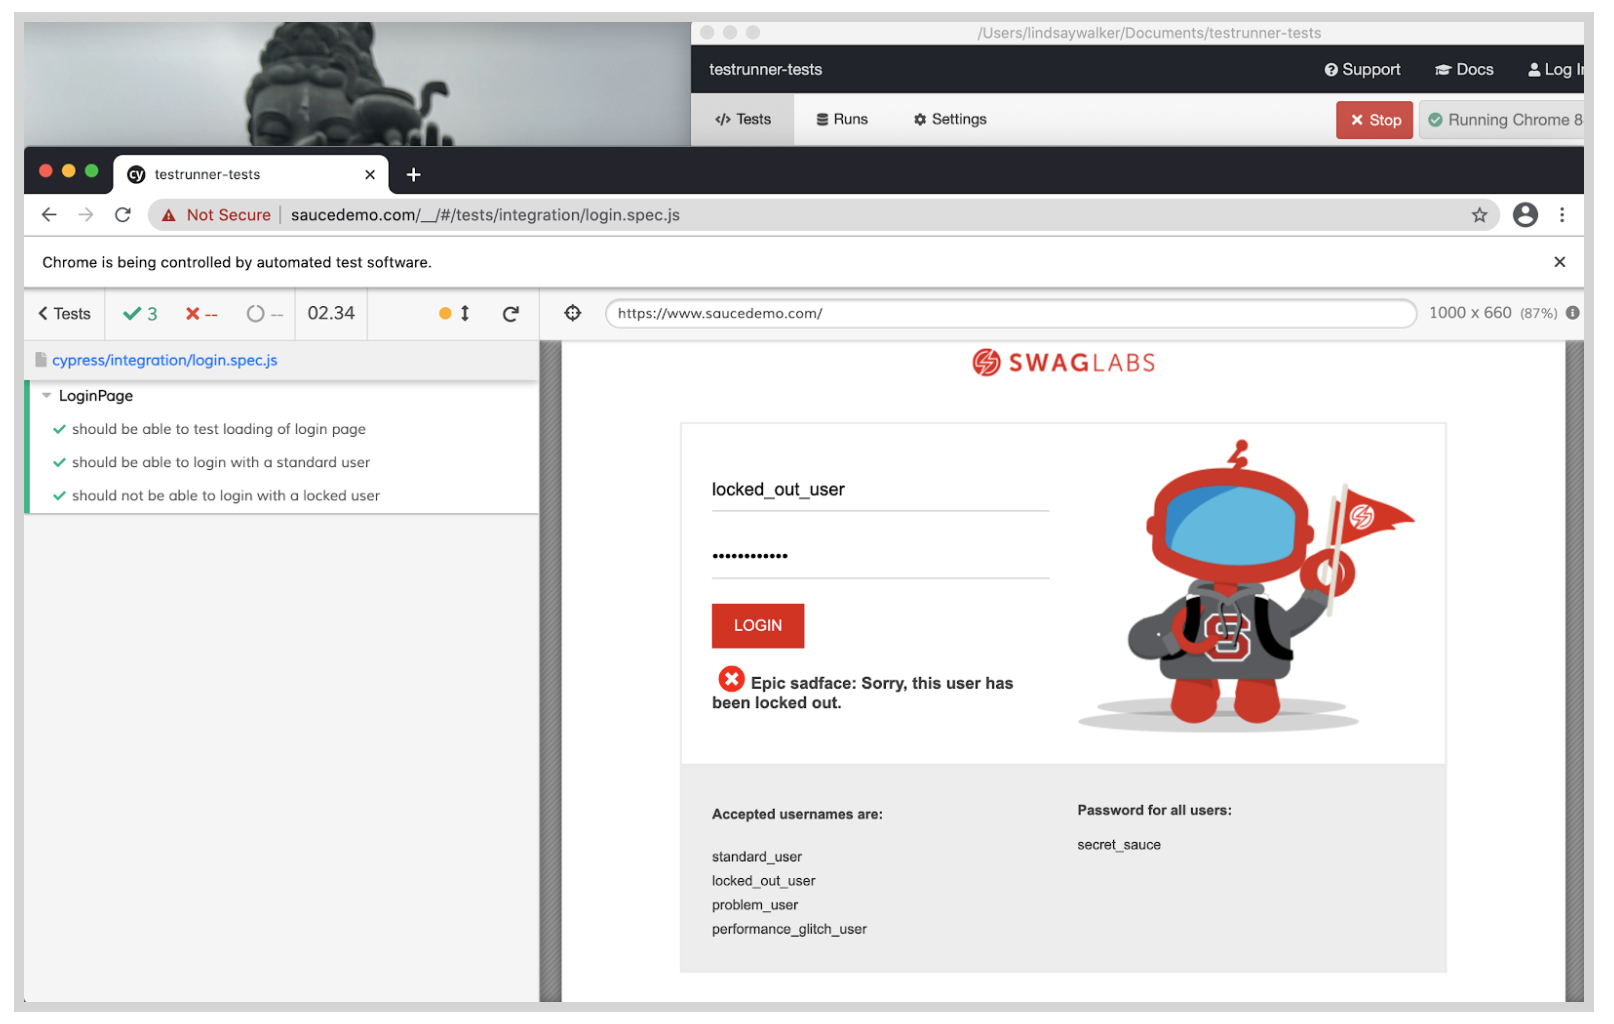 /Users/lindsaywalker/Documents/testrunner-tests
testrunner-tests
Support
Docs
Log In
</> Tests
Runs
Settings
Stop
Running Chrome 8
cy testrunner-tests
Not Secure
saucedemo.com/__/#/tests/integration/login.spec.js
Chrome is being controlled by automated test software.
Tests
3
--
--
02.34
https://www.saucedemo.com/
1000 x 660 (87%)
cypress/integration/login.spec.js
SWAGLABS
LoginPage
should be able to test loading of login page
should be able to login with a standard user
should not be able to login with a locked user
locked_out_user
••••••••••••
LOGIN
Epic sadface: Sorry, this user has
been locked out.
S
Accepted usernames are:
standard_user
locked_out_user
problem_user
performance_glitch_user
Password for all users:
secret_sauce